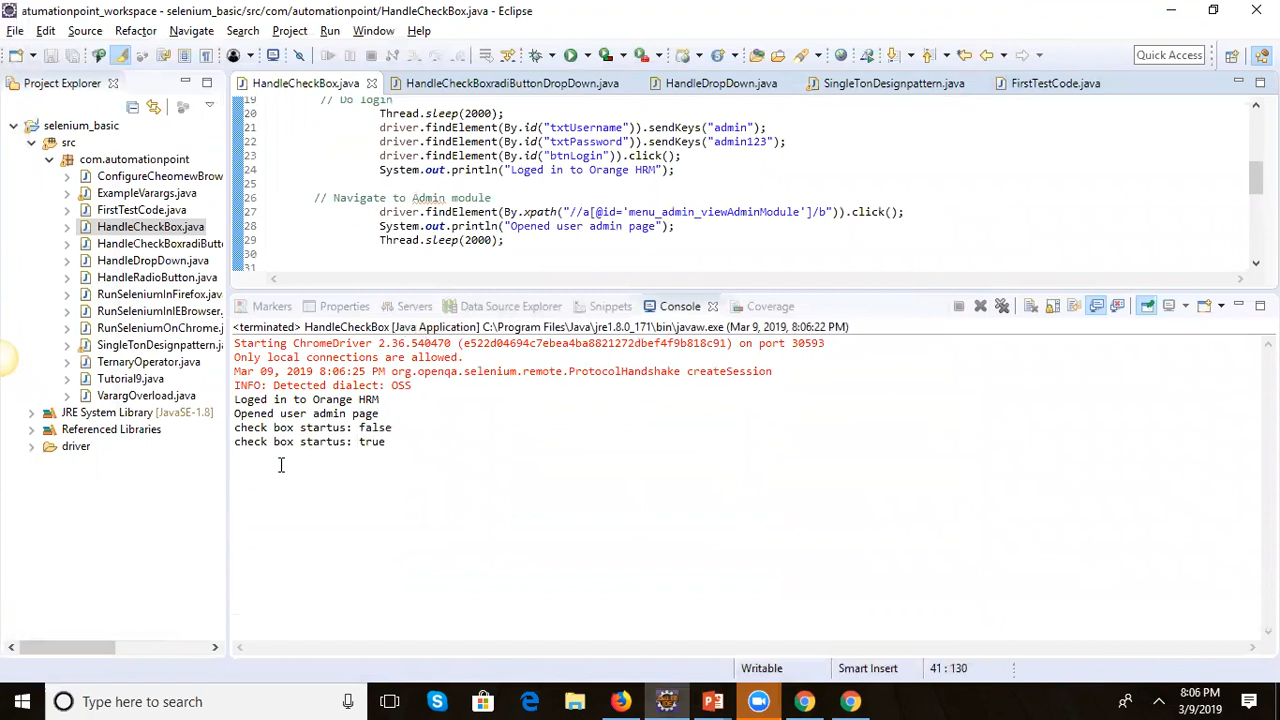 atumationpoint_workspace - selenium_basic/src/com/automationpoint/HandleCheckBox.java - Eclipse
File Edit Source Refactor Navigate Search Project Run Window Help
Quick Access
Project Explorer
HandleCheckBox.java
HandleCheckBoxradiButtonDropDown.java
HandleDropDown.java
SingleTonDesignpattern.java
FirstTestCode.java
selenium_basic
src
com.automationpoint
ConfigureCheomewBrow
ExampleVarargs.java
FirstTestCode.java
HandleCheckBox.java
HandleCheckBoxradiButt
HandleDropDown.java
HandleRadioButton.java
RunSeleniumInFirefox.jav
RunSeleniumInIEBrowser.
RunSeleniumOnChrome.
SingleTonDesignpattern.j
TernaryOperator.java
Tutorial9.java
VarargOverload.java
JRE System Library [JavaSE-1.8]
Referenced Libraries
driver
19 // Do login
20 Thread.sleep(2000);
21 driver.findElement(By.id("txtUsername")).sendKeys("admin");
22 driver.findElement(By.id("txtPassword")).sendKeys("admin123");
23 driver.findElement(By.id("btnLogin")).click();
24 System.out.println("Loged in to Orange HRM");
25
26 // Navigate to Admin module
27 driver.findElement(By.xpath("//a[@id='menu_admin_viewAdminModule']/b")).click();
28 System.out.println("Opened user admin page");
29 Thread.sleep(2000);
30
31
Markers Properties Servers Data Source Explorer Snippets Console Coverage
<terminated> HandleCheckBox [Java Application] C:\Program Files\Java\jre1.8.0_171\bin\javaw.exe (Mar 9, 2019, 8:06:22 PM)
Starting ChromeDriver 2.36.540470 (e522d04694c7ebea4ba8821272dbef4f9b818c91) on port 30593
Only local connections are allowed.
Mar 09, 2019 8:06:25 PM org.openqa.selenium.remote.ProtocolHandshake createSession
INFO: Detected dialect: OSS
Loged in to Orange HRM
Opened user admin page
check box startus: false
check box startus: true
Writable Smart Insert 41 : 130
Type here to search
8:06 PM
3/9/2019